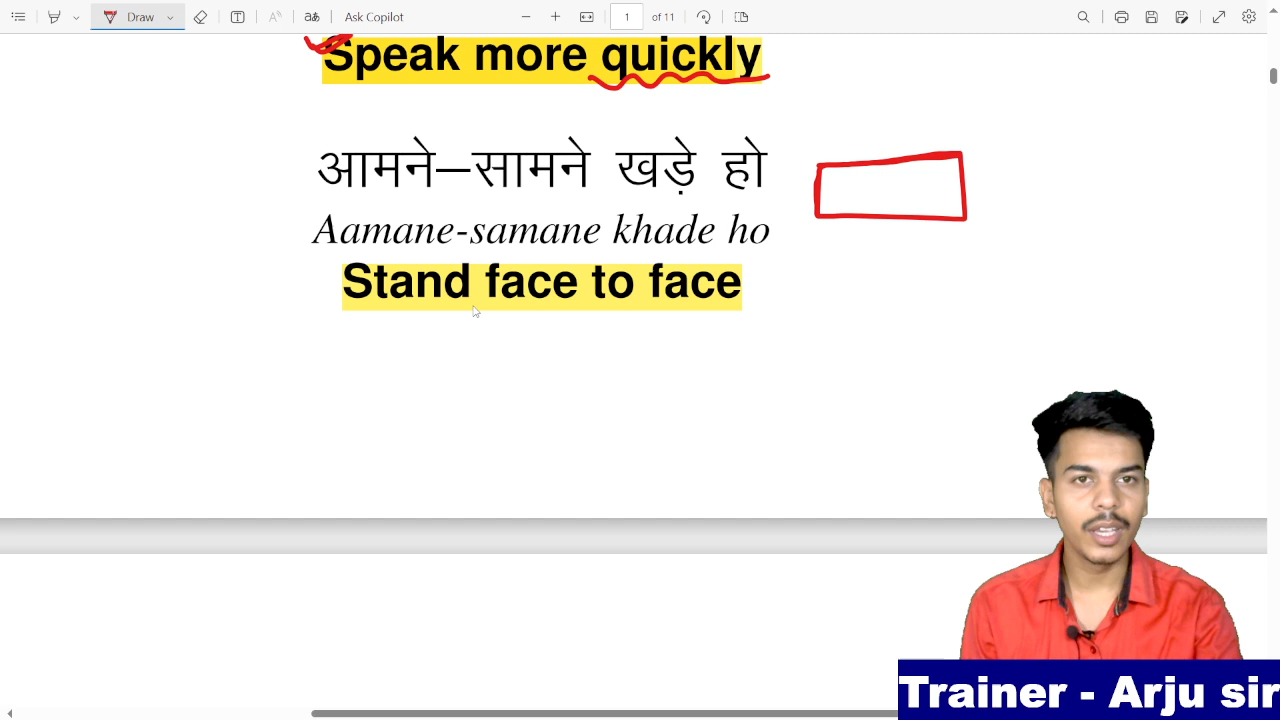 Draw
Ask Copilot
1 of 11
Speak more quickly
आमने–सामने खड़े हो
Aamane-samane khade ho
Stand face to face
Trainer - Arju sir